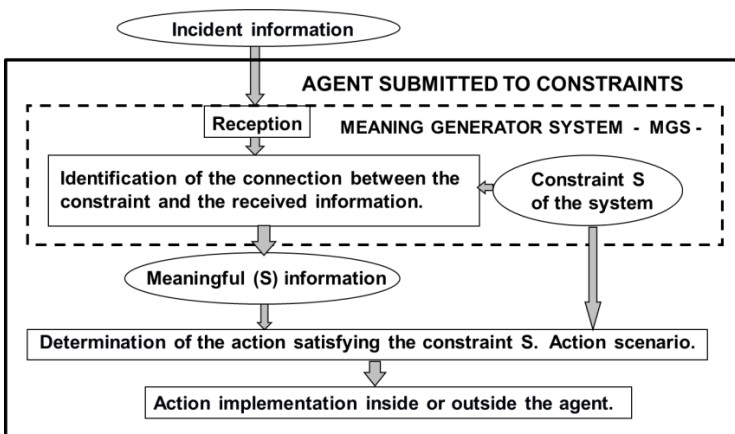 Incident information
AGENT SUBMITTED TO CONSTRAINTS
Reception
MEANING GENERATOR SYSTEM - MGS -
Identification of the connection between the
constraint and the received information.
Constraint S
of the system
Meaningful (S) information
Determination of the action satisfying the constraint S. Action scenario.
Action implementation inside or outside the agent.